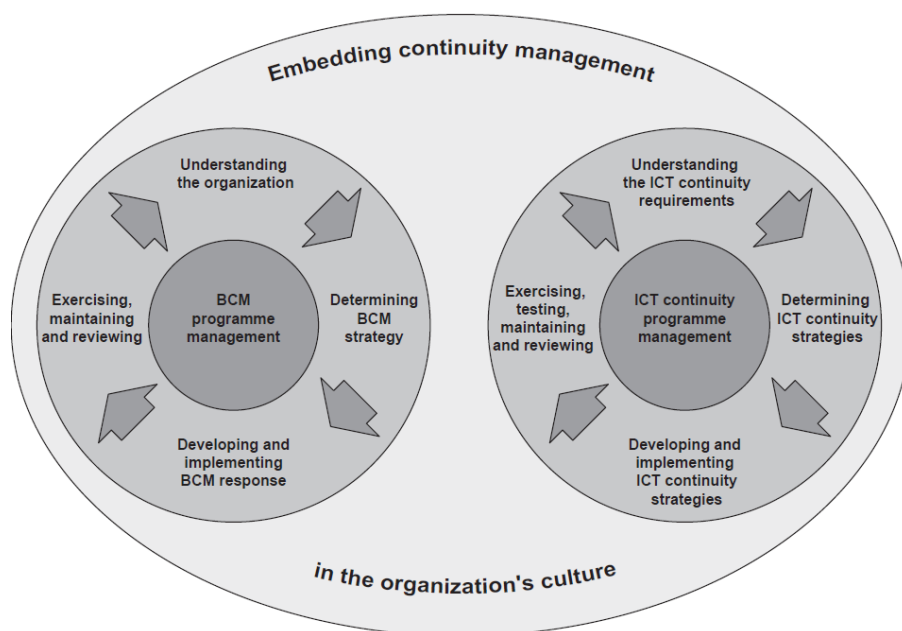 Embedding continuity management
Understanding
the organization
Exercising,
maintaining
and reviewing
BCM
programme
management
Determining
BCM
strategy
Developing and
implementing
BCM response
Understanding
the ICT continuity
requirements
Exercising,
testing,
maintaining
and reviewing
ICT continuity
programme
management
Determining
ICT continuity
strategies
Developing and
implementing
ICT continuity
strategies
in the organization's culture